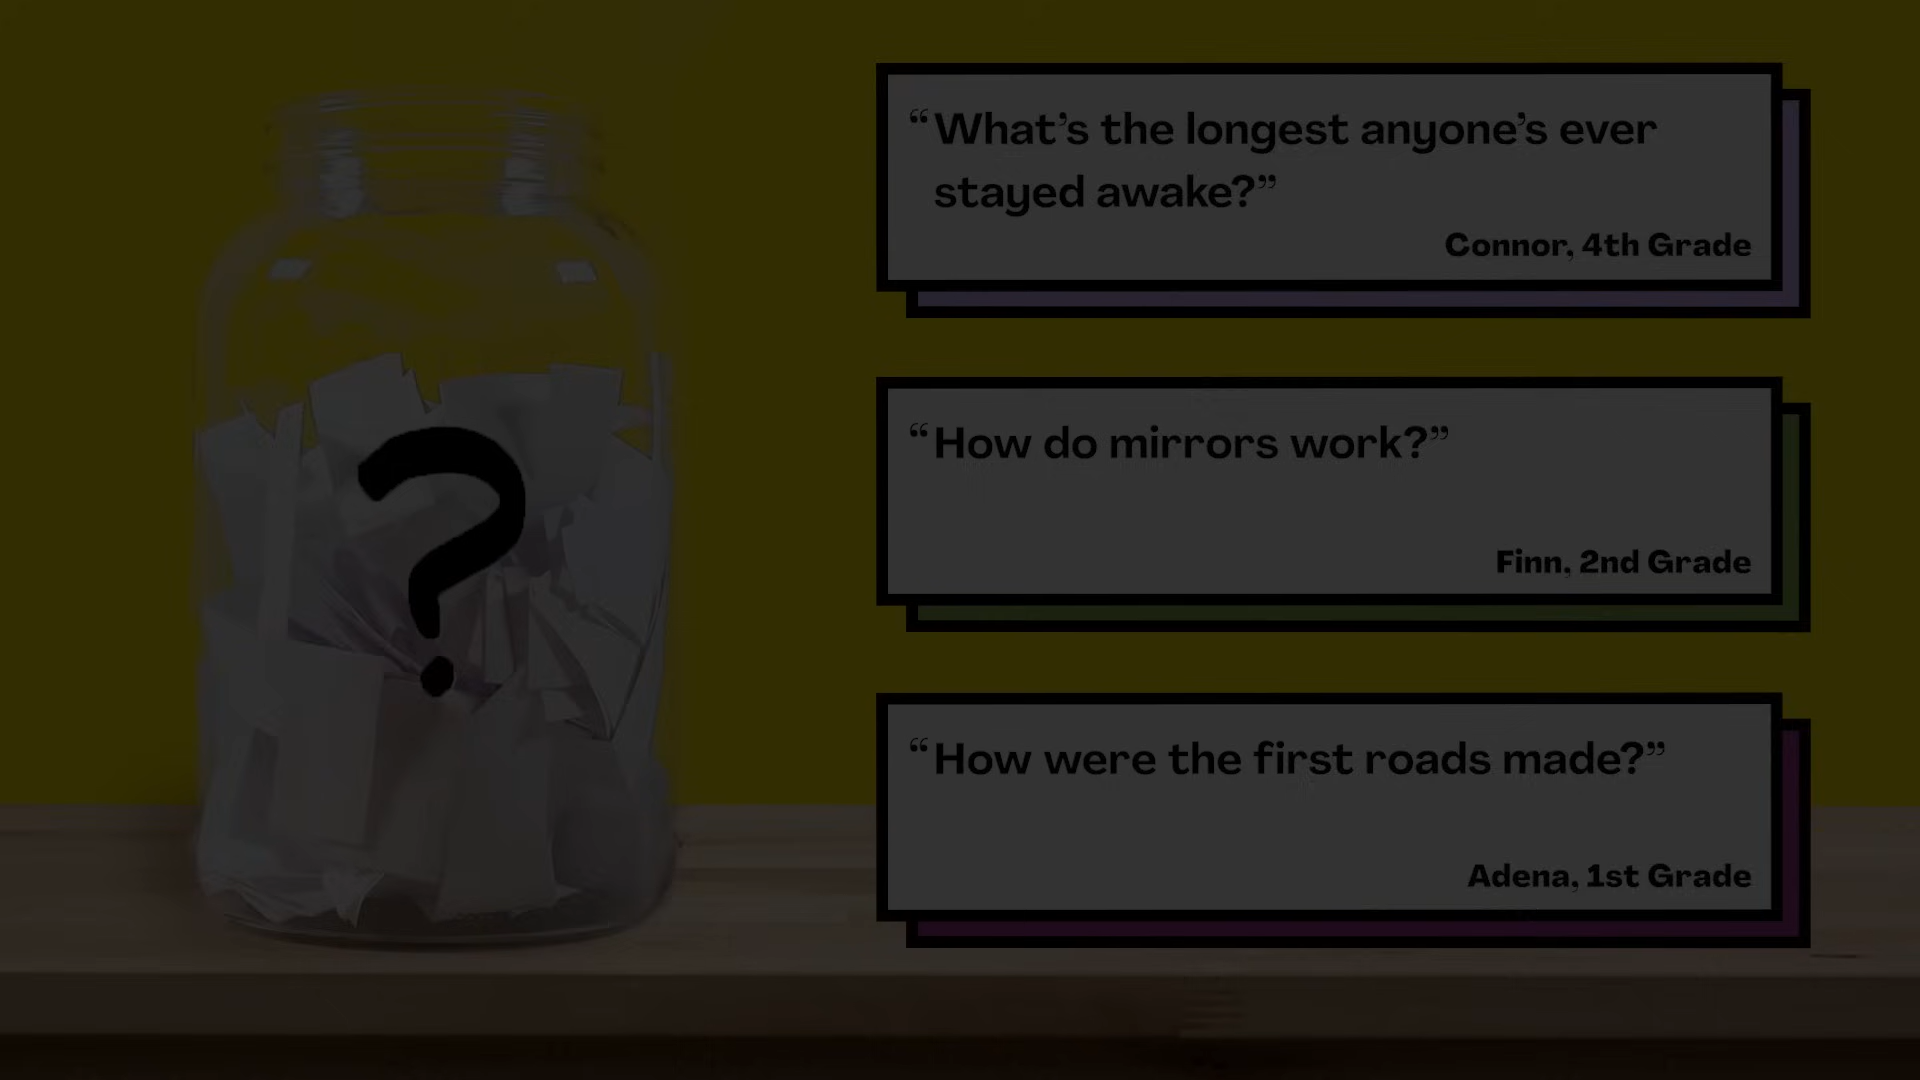 ?
“What’s the longest anyone’s ever
stayed awake?”
Connor, 4th Grade
“How do mirrors work?”
Finn, 2nd Grade
“How were the first roads made?”
Adena, 1st Grade